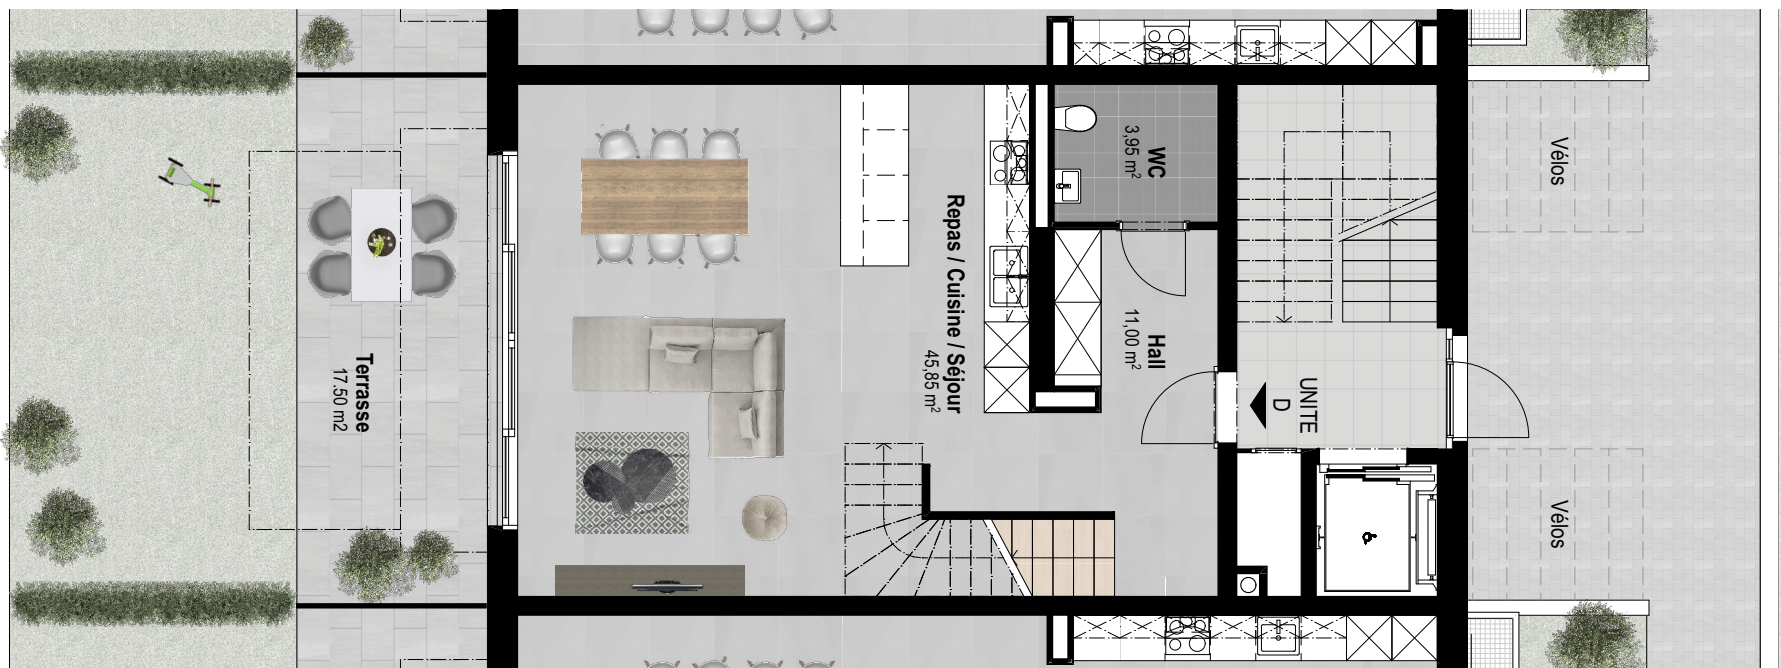 Terrasse
17.50 m2
Repas / Cuisine / Séjour
45,85 m²
WC
3,95 m²
Hall
11,00 m²
UNITE
D
Vélos
Vélos